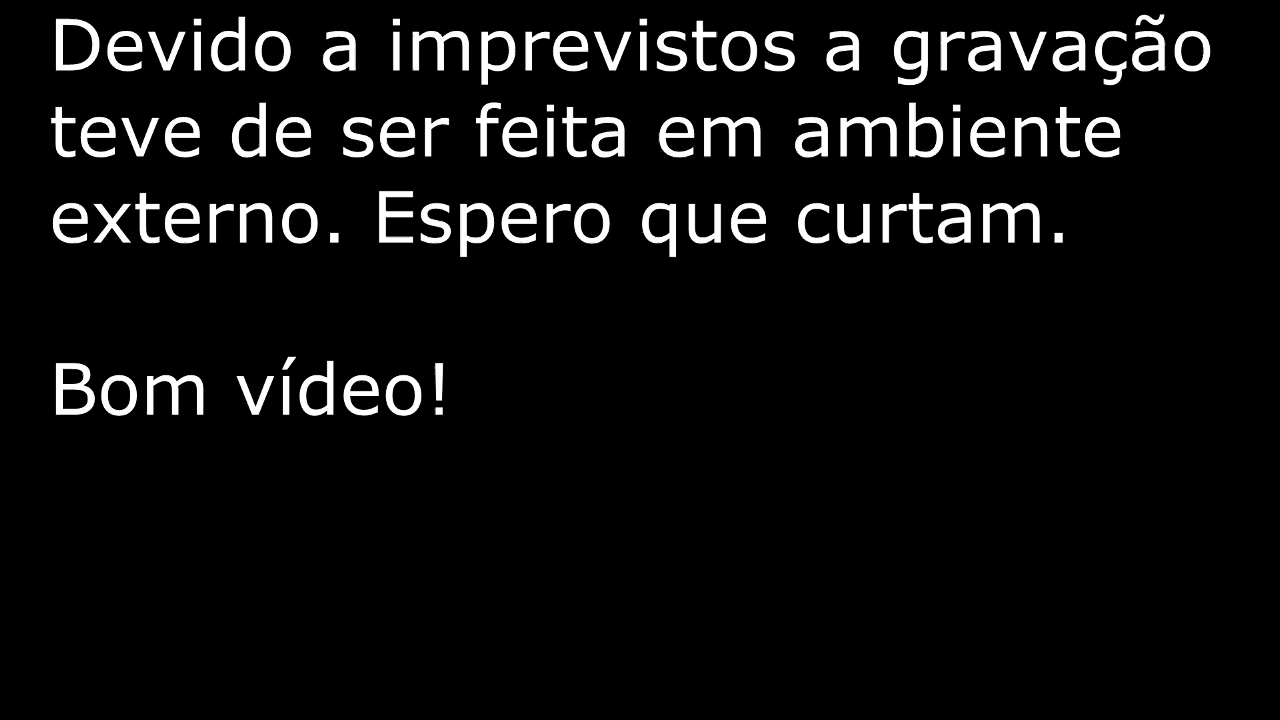 Devido a imprevistos a gravação
teve de ser feita em ambiente
externo. Espero que curtam.
Bom vídeo!